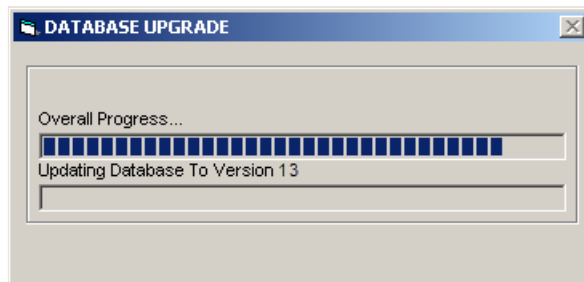 DATABASE UPGRADE
Overall Progress...
Updating Database To Version 13